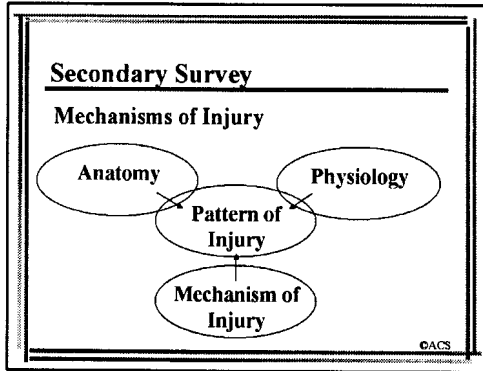 Secondary Survey
Mechanisms of Injury
Anatomy
Physiology
Pattern of
Injury
Mechanism of
Injury
©ACS